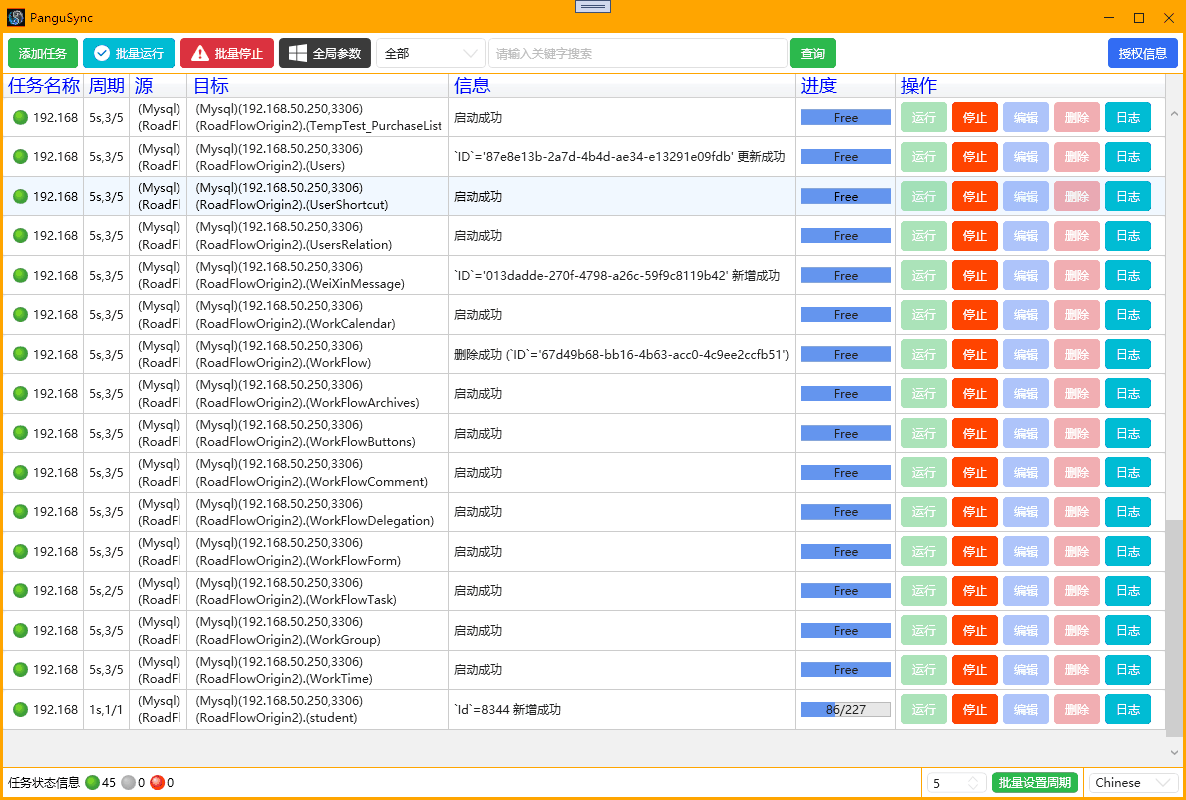 PanguSync
添加任务 批量运行 批量停止 全局参数 全部 请输入关键字搜索 查询 授权信息
任务名称 周期 源 目标 信息 进度 操作
192.168 5s,3/5 (Mysql) (RoadFl (Mysql)(192.168.50.250,3306) (RoadFlowOrigin2).(TempTest_PurchaseList 启动成功 Free 运行 停止 编辑 删除 日志
192.168 5s,3/5 (Mysql) (RoadFl (Mysql)(192.168.50.250,3306) (RoadFlowOrigin2).(Users) `ID`='87e8e13b-2a7d-4b4d-ae34-e13291e09fdb' 更新成功 Free 运行 停止 编辑 删除 日志
192.168 5s,3/5 (Mysql) (RoadFl (Mysql)(192.168.50.250,3306) (RoadFlowOrigin2).(UserShortcut) 启动成功 Free 运行 停止 编辑 删除 日志
192.168 5s,3/5 (Mysql) (RoadFl (Mysql)(192.168.50.250,3306) (RoadFlowOrigin2).(UsersRelation) 启动成功 Free 运行 停止 编辑 删除 日志
192.168 5s,3/5 (Mysql) (RoadFl (Mysql)(192.168.50.250,3306) (RoadFlowOrigin2).(WeiXinMessage) `ID`='013dadde-270f-4798-a26c-59f9c8119b42' 新增成功 Free 运行 停止 编辑 删除 日志
192.168 5s,3/5 (Mysql) (RoadFl (Mysql)(192.168.50.250,3306) (RoadFlowOrigin2).(WorkCalendar) 启动成功 Free 运行 停止 编辑 删除 日志
192.168 5s,3/5 (Mysql) (RoadFl (Mysql)(192.168.50.250,3306) (RoadFlowOrigin2).(WorkFlow) 删除成功 (`ID`='67d49b68-bb16-4b63-acc0-4c9ee2ccfb51') Free 运行 停止 编辑 删除 日志
192.168 5s,3/5 (Mysql) (RoadFl (Mysql)(192.168.50.250,3306) (RoadFlowOrigin2).(WorkFlowArchives) 启动成功 Free 运行 停止 编辑 删除 日志
192.168 5s,3/5 (Mysql) (RoadFl (Mysql)(192.168.50.250,3306) (RoadFlowOrigin2).(WorkFlowButtons) 启动成功 Free 运行 停止 编辑 删除 日志
192.168 5s,3/5 (Mysql) (RoadFl (Mysql)(192.168.50.250,3306) (RoadFlowOrigin2).(WorkFlowComment) 启动成功 Free 运行 停止 编辑 删除 日志
192.168 5s,3/5 (Mysql) (RoadFl (Mysql)(192.168.50.250,3306) (RoadFlowOrigin2).(WorkFlowDelegation) 启动成功 Free 运行 停止 编辑 删除 日志
192.168 5s,3/5 (Mysql) (RoadFl (Mysql)(192.168.50.250,3306) (RoadFlowOrigin2).(WorkFlowForm) 启动成功 Free 运行 停止 编辑 删除 日志
192.168 5s,2/5 (Mysql) (RoadFl (Mysql)(192.168.50.250,3306) (RoadFlowOrigin2).(WorkFlowTask) 启动成功 Free 运行 停止 编辑 删除 日志
192.168 5s,3/5 (Mysql) (RoadFl (Mysql)(192.168.50.250,3306) (RoadFlowOrigin2).(WorkGroup) 启动成功 Free 运行 停止 编辑 删除 日志
192.168 5s,3/5 (Mysql) (RoadFl (Mysql)(192.168.50.250,3306) (RoadFlowOrigin2).(WorkTime) 启动成功 Free 运行 停止 编辑 删除 日志
192.168 1s,1/1 (Mysql) (RoadFl (Mysql)(192.168.50.250,3306) (RoadFlowOrigin2).(student) `Id`=8344 新增成功 86/227 运行 停止 编辑 删除 日志
任务状态信息 45 0 0 5 批量设置周期 Chinese